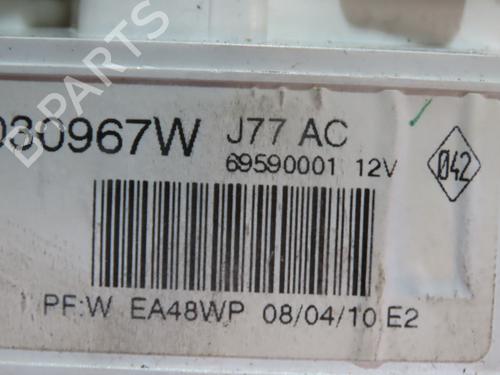 B-PARTS
030967W J77 AC
69590001 12V
042
PF:W EA48WP 08/04/10 E2